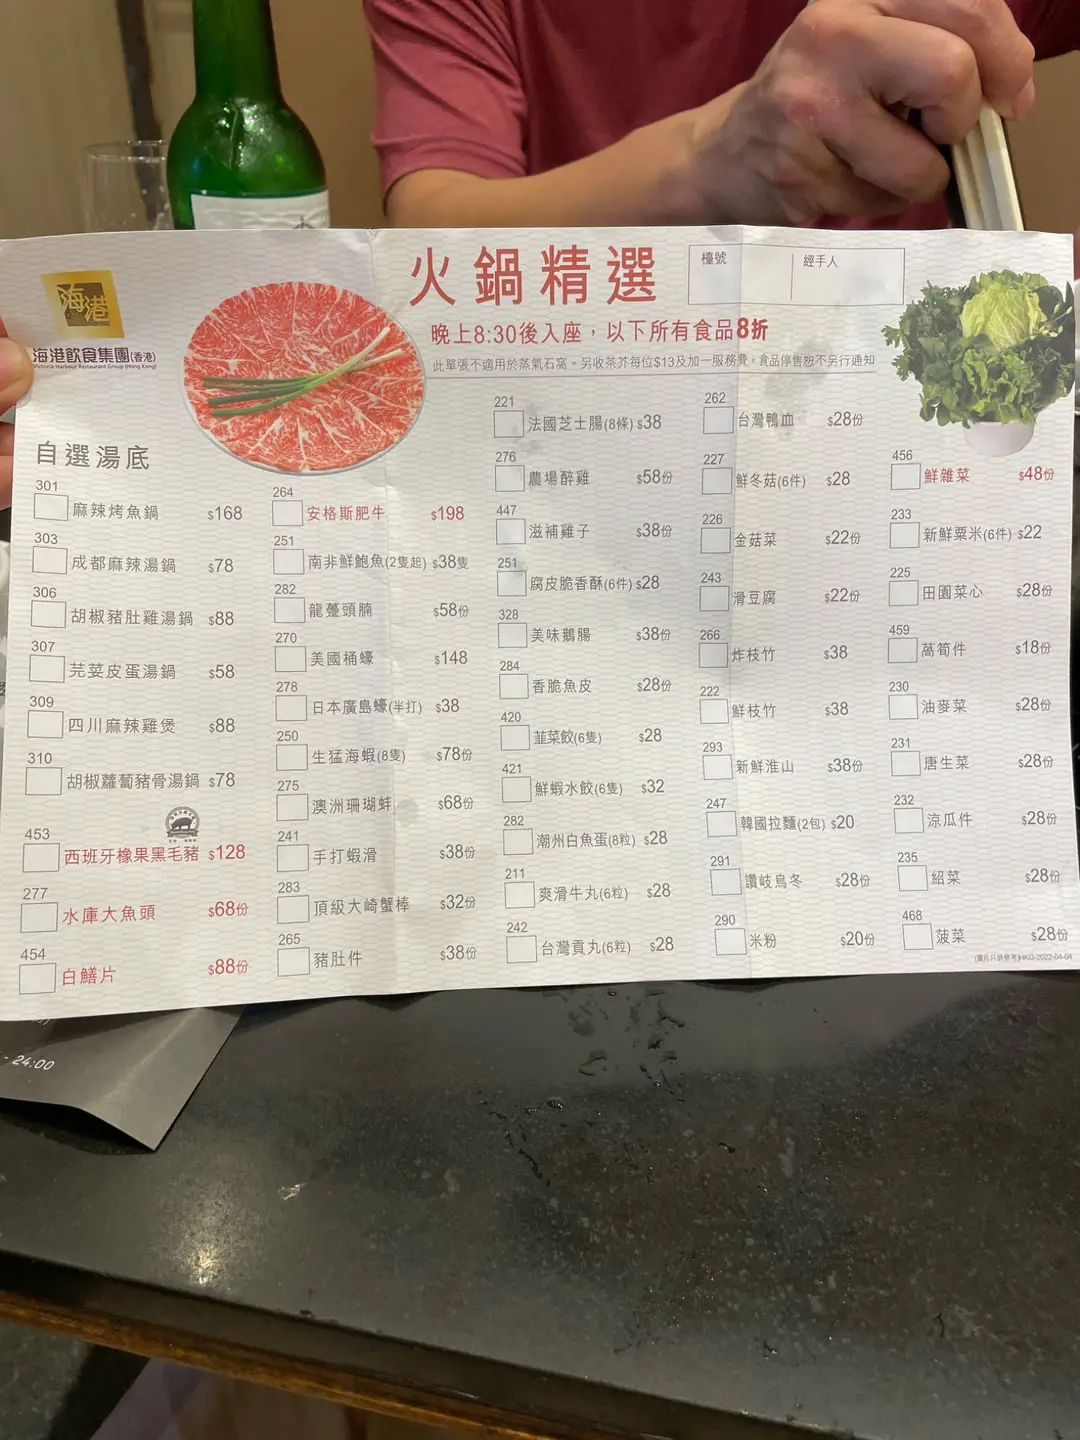 火鍋精選
檯號
經手人
海港
海港飲食集團(香港)
Victoria Harbour Restaurant Group (Hong Kong)
晚上8:30後入座，以下所有食品8折
此單張不適用於蒸氣石窩。另收茶芥每位$13及加一服務費。食品停售恕不另行通知
自選湯底
301 麻辣烤魚鍋 $168
303 成都麻辣湯鍋 $78
306 胡椒豬肚雞湯鍋 $88
307 芫荽皮蛋湯鍋 $58
309 四川麻辣雞煲 $88
310 胡椒蘿蔔豬骨湯鍋 $78
453 西班牙橡果黑毛豬 $128
277 水庫大魚頭 $68份
454 白鱔片 $88份
264 安格斯肥牛 $198
251 南非鮮鮑魚(2隻起) $38隻
282 龍躉頭腩 $58份
270 美國桶蠔 $148
278 日本廣島蠔(半打) $38
250 生猛海蝦(8隻) $78份
275 澳洲珊瑚蚌 $68份
241 手打蝦滑 $38份
283 頂級大崎蟹棒 $32份
265 豬肚件 $38份
221 法國芝士腸(8條) $38
276 農場醉雞 $58份
447 滋補雞子 $38份
251 腐皮脆香酥(6件) $28
328 美味鵝腸 $38份
284 香脆魚皮 $28份
420 韮菜餃(6隻) $28
421 鮮蝦水餃(6隻) $32
282 潮州白魚蛋(8粒) $28
211 爽滑牛丸(6粒) $28
242 台灣貢丸(6粒) $28
262 台灣鴨血 $28份
227 鮮冬菇(6件) $28
226 金菇菜 $22份
243 滑豆腐 $22份
266 炸枝竹 $38
222 鮮枝竹 $38
293 新鮮淮山 $38份
247 韓國拉麵(2包) $20
291 讚岐烏冬 $28份
290 米粉 $20份
456 鮮雜菜 $48份
233 新鮮粟米(6件) $22
225 田園菜心 $28份
459 萵筍件 $18份
230 油麥菜 $28份
231 唐生菜 $28份
232 涼瓜件 $28份
235 紹菜 $28份
468 菠菜 $28份
(圖片只供參考)HKG-2022-04-04
- 24:00